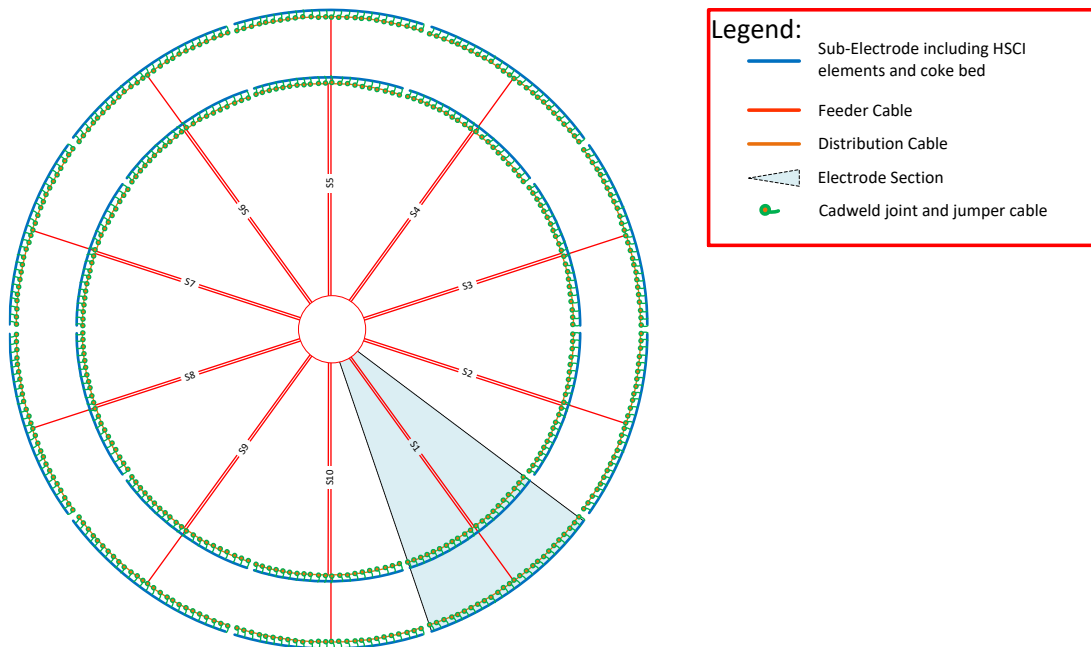 Legend:
Sub-Electrode including HSCI
elements and coke bed
Feeder Cable
Distribution Cable
Electrode Section
Cadweld joint and jumper cable
S5
S4
S6
S3
S7
S2
S8
S1
S9
S10